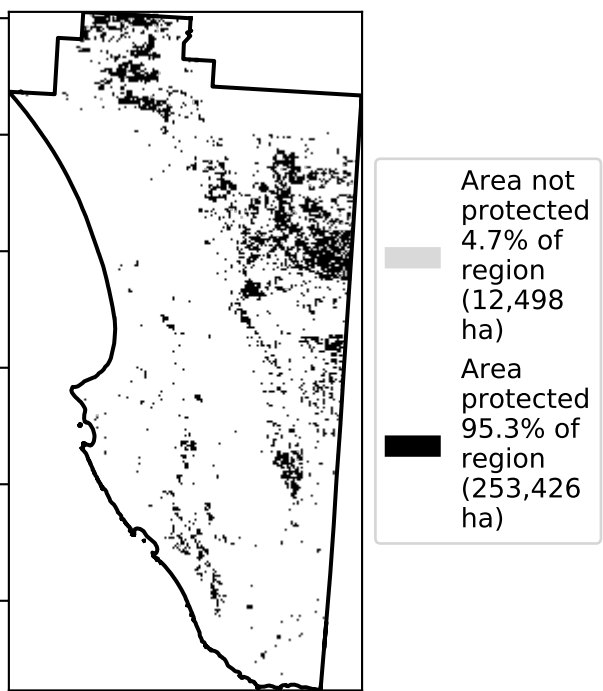 Area not
protected
4.7% of
region
(12,498
ha)
Area
protected
95.3% of
region
(253,426
ha)